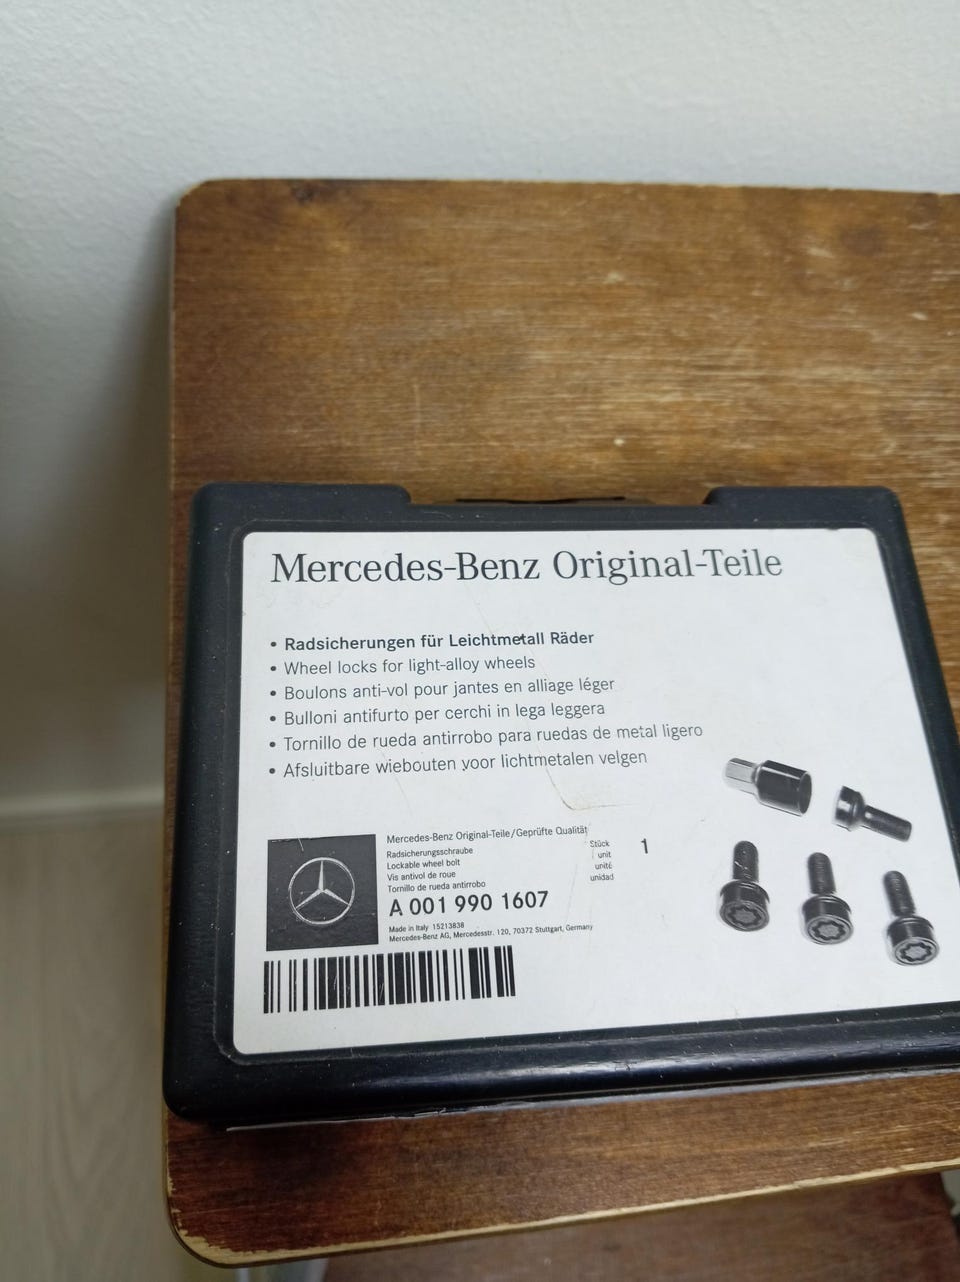 Mercedes-Benz Original-Teile
• Radsicherungen für Leichtmetall Räder
• Wheel locks for light-alloy wheels
• Boulons anti-vol pour jantes en alliage léger
• Bulloni antifurto per cerchi in lega leggera
• Tornillo de rueda antirrobo para ruedas de metal ligero
• Afsluitbare wiebouten voor lichtmetalen velgen
Mercedes-Benz Original-Teile/Geprüfte Qualität
Radsicherungsschraube
Lockable wheel bolt
Vis antivol de roue
Tornillo de rueda antirrobo
Stück
unit
unité
unidad
1
A 001 990 1607
Made in Italy 15213838
Mercedes-Benz AG, Mercedesstr. 120, 70372 Stuttgart, Germany